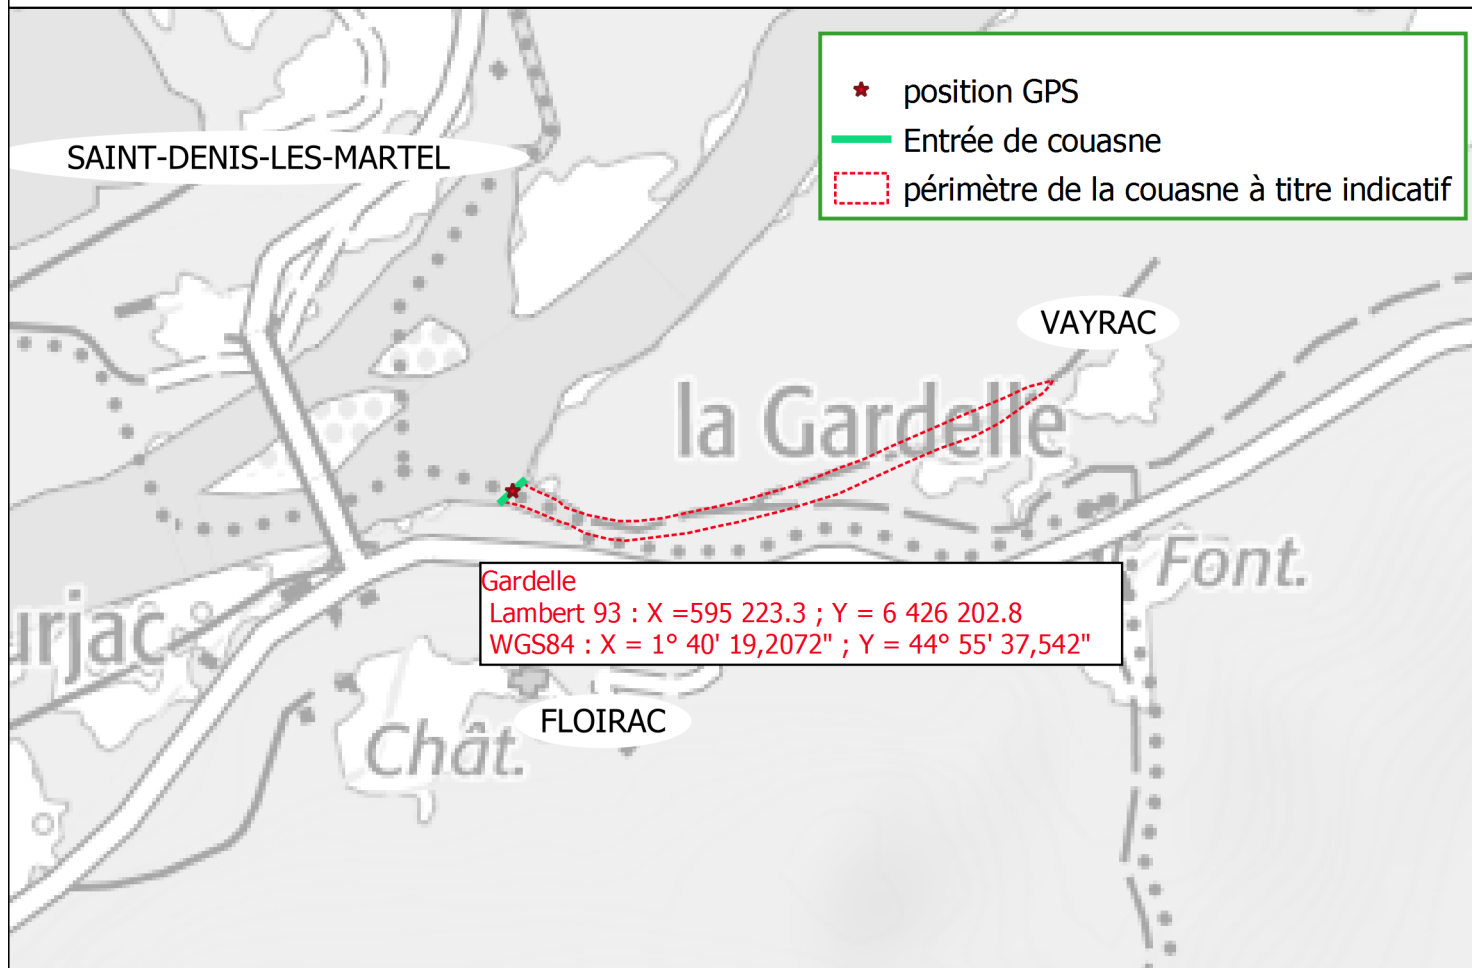 position GPS
SAINT-DENIS-LES-MARTEL
Entrée de couasne
périmètre de la couasne à titre indicatif
VAYRAC
la Gardelle
Font.
Gardelle
Lambert 93 : X =595 223.3 ; Y = 6 426 202.8
WGS84 : X = 1° 40' 19,2072" ; Y = 44° 55' 37,542"
urjac
FLOIRAC
Chât.